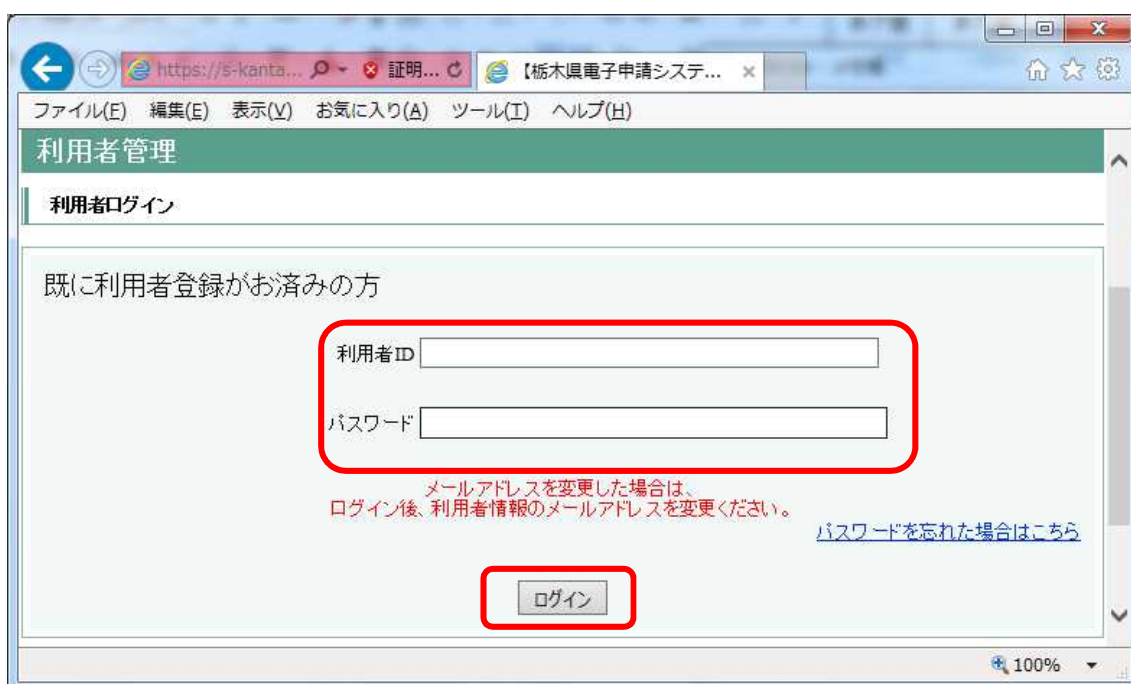 https://s-kanta... 証明... 【栃木県電子申請システ...
ファイル(F) 編集(E) 表示(V) お気に入り(A) ツール(T) ヘルプ(H)
利用者管理
利用者ログイン
既に利用者登録がお済みの方
利用者ID
パスワード
メールアドレスを変更した場合は、
ログイン後、利用者情報のメールアドレスを変更ください。
パスワードを忘れた場合はこちら
ログイン
100%